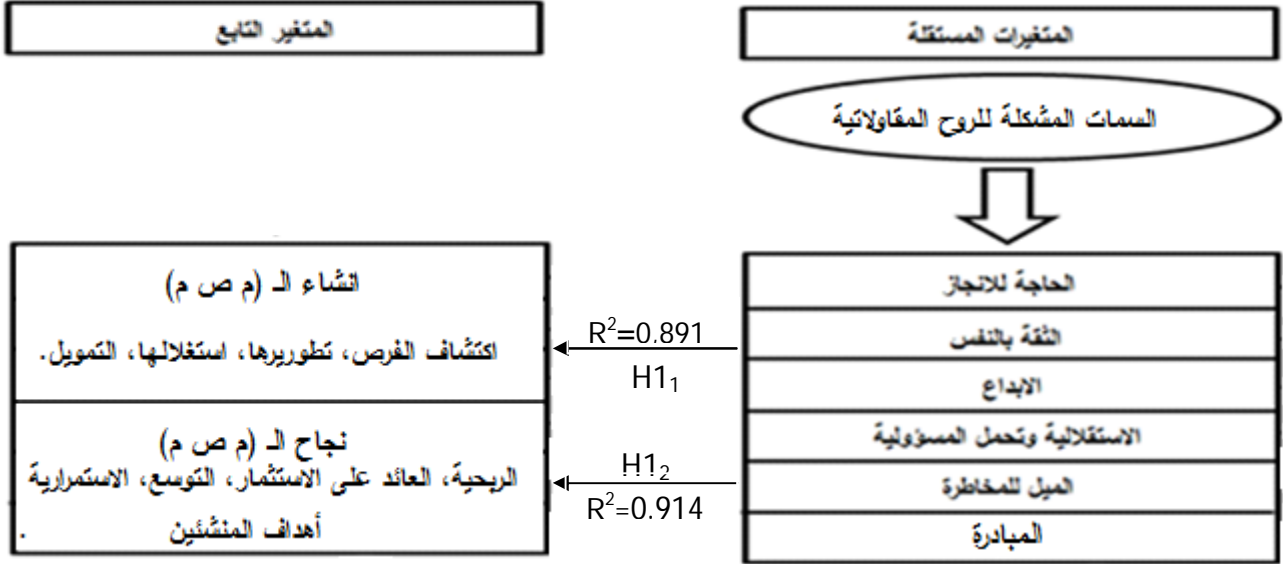 المتغيرات المستقلة
المتغير التابع
السمات المشكلة للروح المقاولاتية
الحاجة للانجاز
الثقة بالنفس
الابداع
الاستقلالية وتحمل المسؤولية
الميل للمخاطرة
المبادرة
R²=0.891
H1₁
H1₂
R²=0.914
انشاء الـ (م ص م)
اكتشاف الفرص، تطوريرها، استغلالها، التمويل.
نجاح الـ (م ص م)
الربحية، العائد على الاستثمار، التوسع، الاستمرارية
أهداف المنشئين .